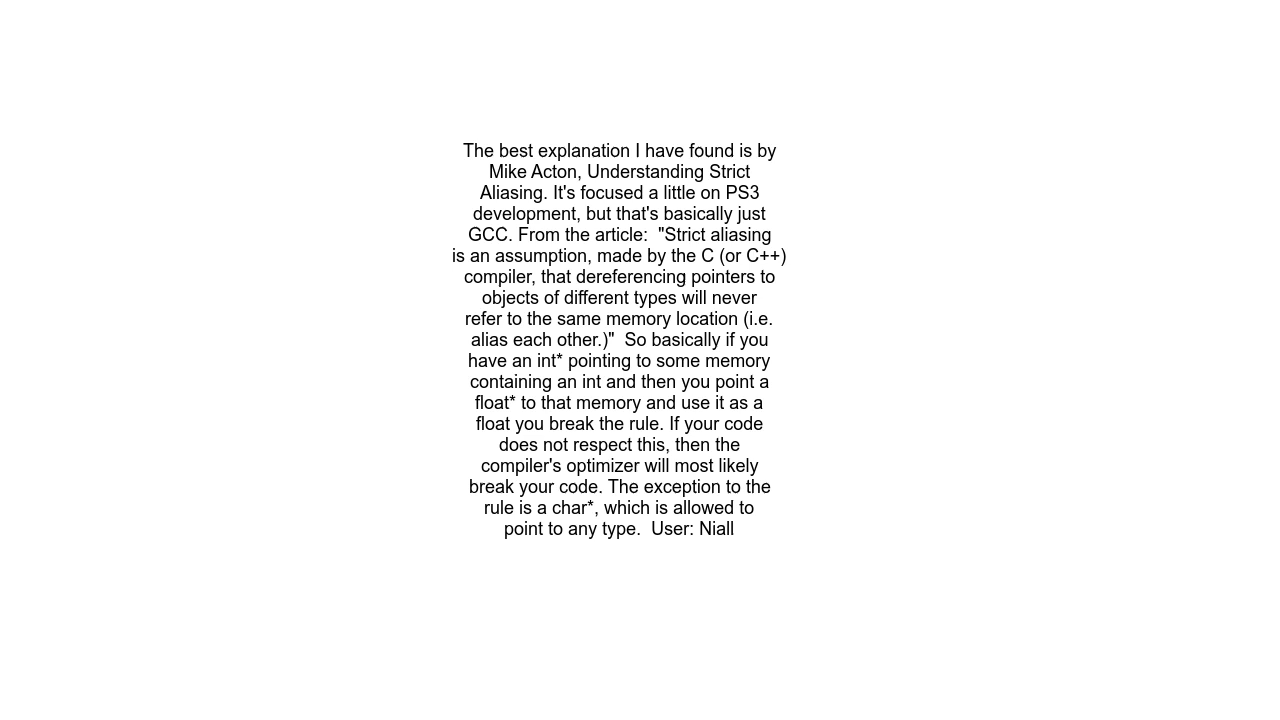 The best explanation I have found is by
Mike Acton, Understanding Strict
Aliasing. It's focused a little on PS3
development, but that's basically just
GCC. From the article:  "Strict aliasing
is an assumption, made by the C (or C++)
compiler, that dereferencing pointers to
objects of different types will never
refer to the same memory location (i.e.
alias each other.)"  So basically if you
have an int* pointing to some memory
containing an int and then you point a
float* to that memory and use it as a
float you break the rule. If your code
does not respect this, then the
compiler's optimizer will most likely
break your code. The exception to the
rule is a char*, which is allowed to
point to any type.  User: Niall